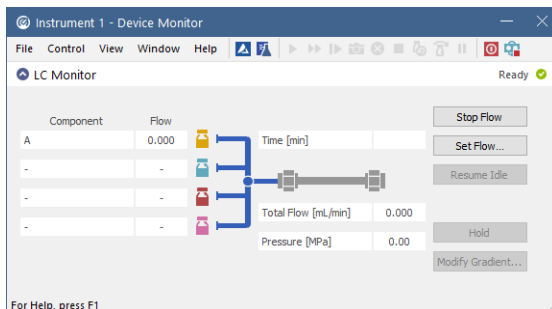 Instrument 1 - Device Monitor
File Control View Window Help
LC Monitor Ready
Component Flow Stop Flow
A 0.000 Time [min] Set Flow...
- - Resume Idle
- -
- - Total Flow [mL/min] 0.000 Hold
Pressure [MPa] 0.00 Modify Gradient...
For Help, press F1